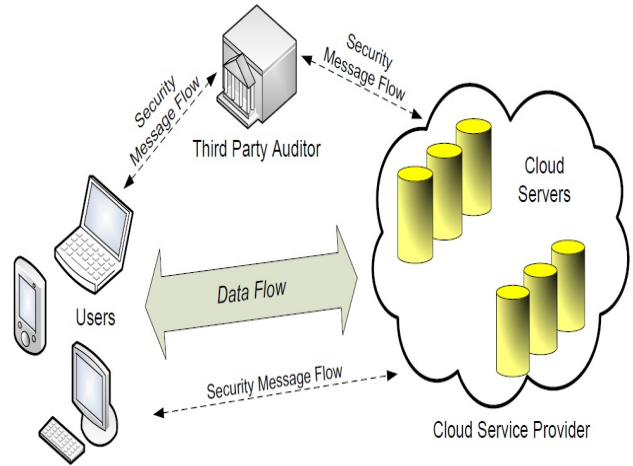 Security
Message Flow
Security
Message Flow
Third Party Auditor
Cloud
Servers
Users
Data Flow
Security Message Flow
Cloud Service Provider